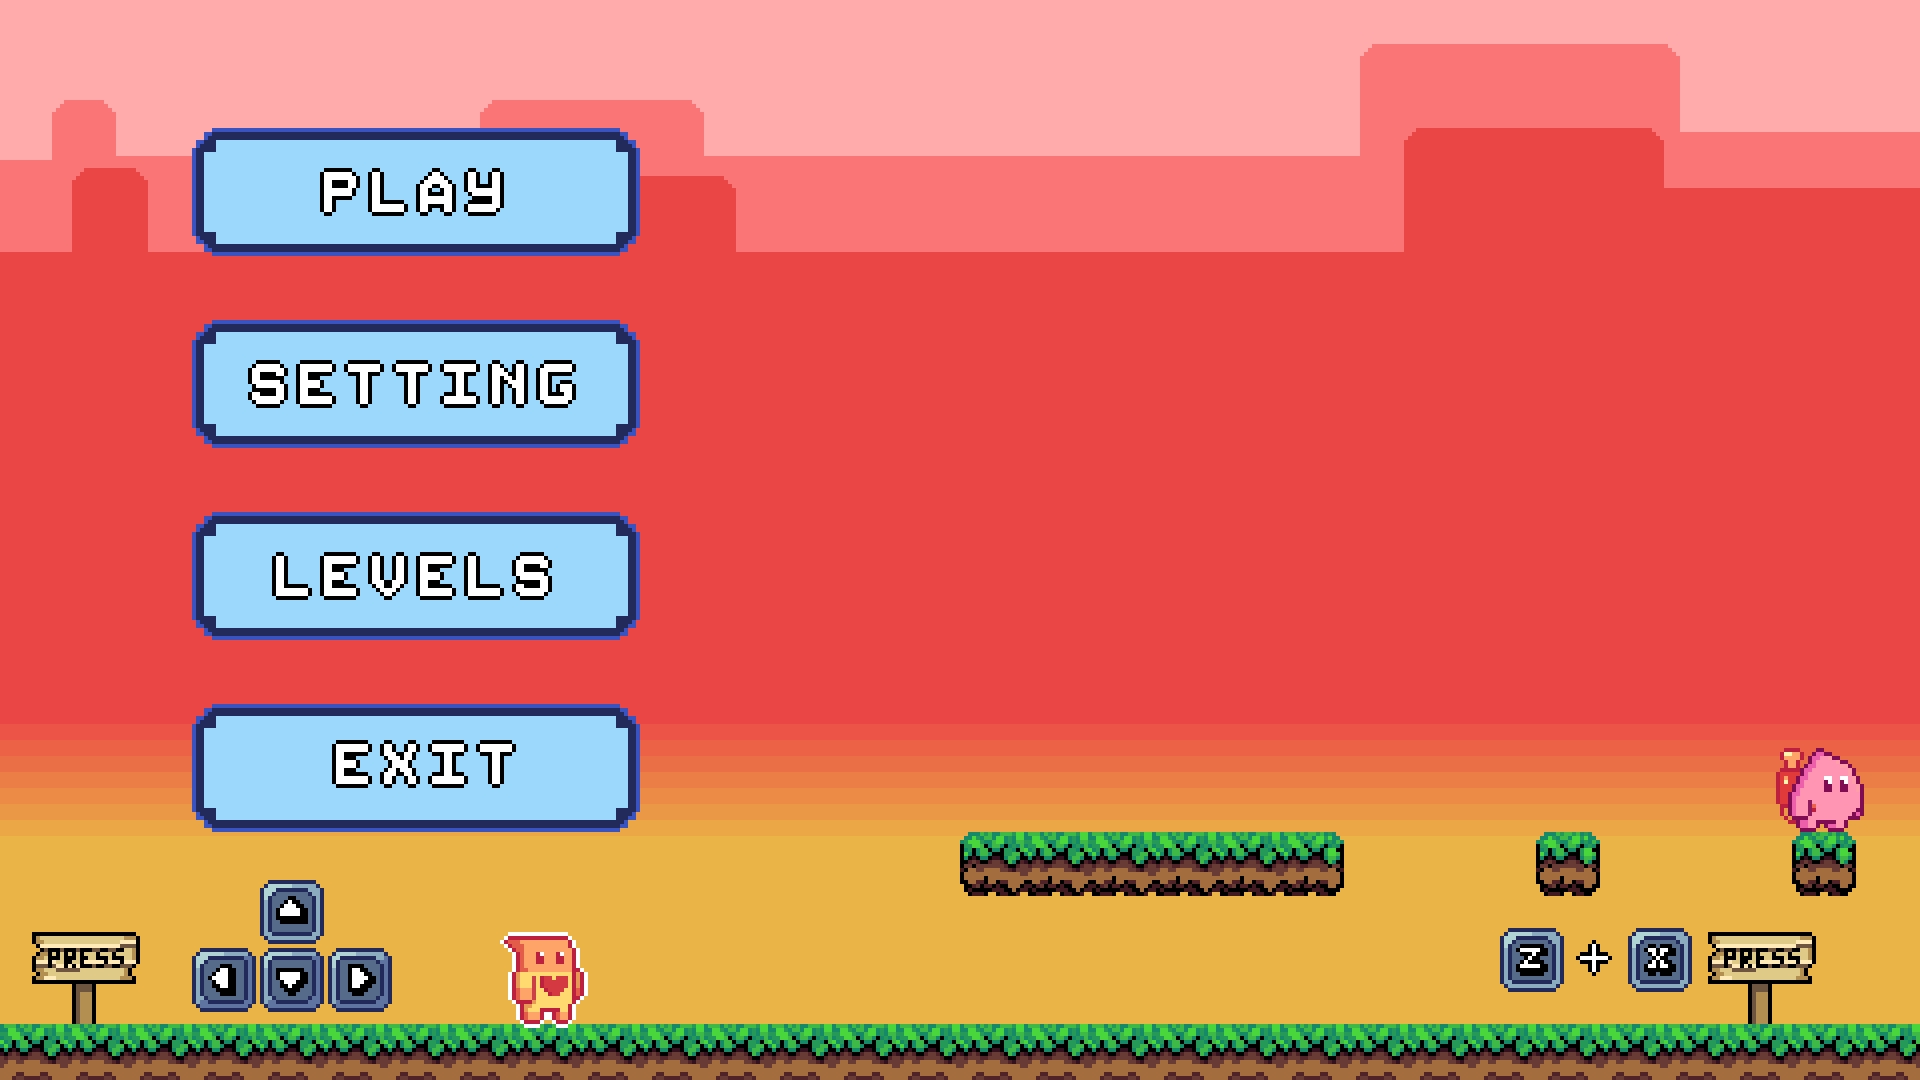 PLAY
SETTING
LEVELS
EXIT
PRESS
Z + X PRESS